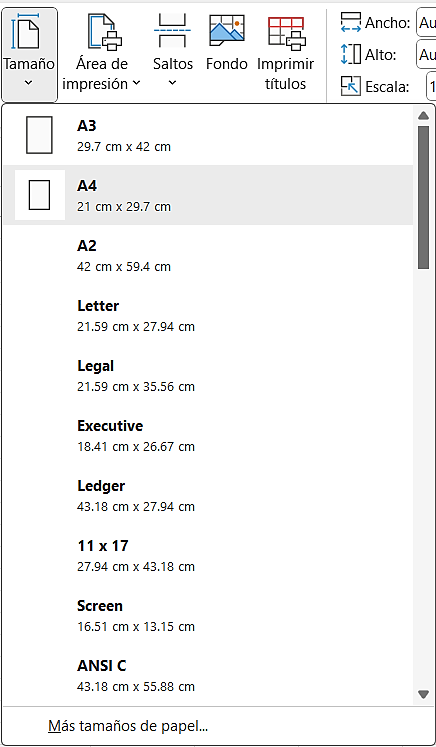 Tamaño
Área de
impresión
Saltos
Fondo
Imprimir
títulos
Ancho: Au
Alto: Au
Escala: 1
A3
29.7 cm x 42 cm
A4
21 cm x 29.7 cm
A2
42 cm x 59.4 cm
Letter
21.59 cm x 27.94 cm
Legal
21.59 cm x 35.56 cm
Executive
18.41 cm x 26.67 cm
Ledger
43.18 cm x 27.94 cm
11 x 17
27.94 cm x 43.18 cm
Screen
16.51 cm x 13.15 cm
ANSI C
43.18 cm x 55.88 cm
Más tamaños de papel...